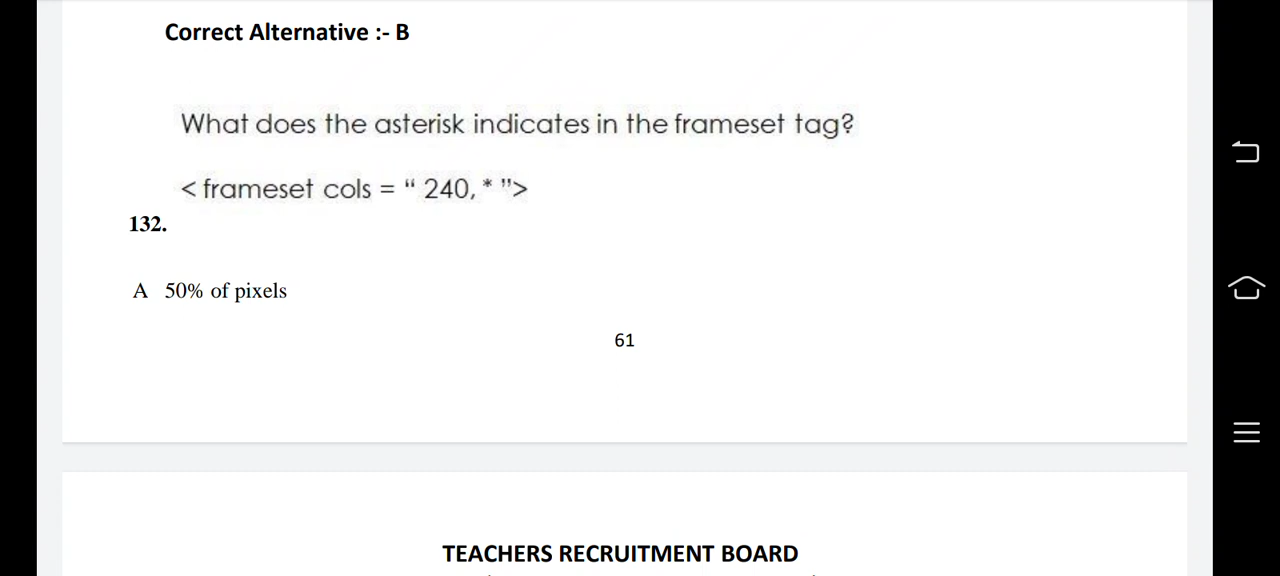 Correct Alternative :- B
What does the asterisk indicates in the frameset tag?
< frameset cols = “ 240, * ”>
132.
A 50% of pixels
61
TEACHERS RECRUITMENT BOARD